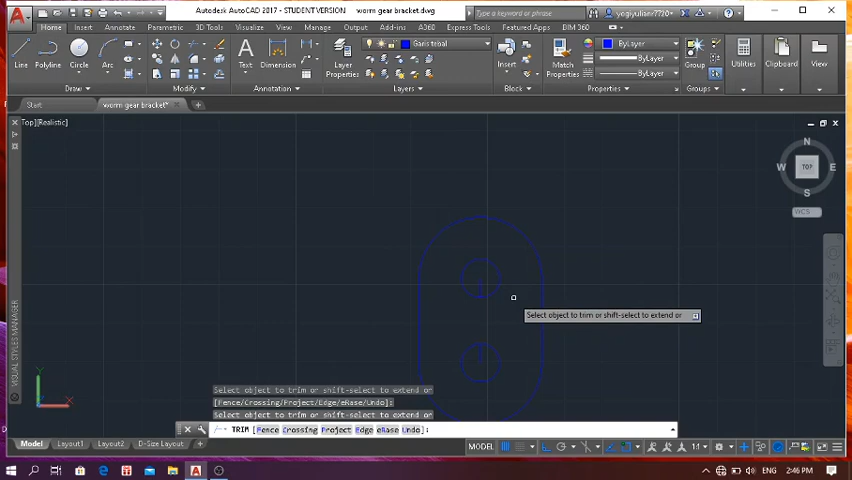 Autodesk AutoCAD 2017 - STUDENT VERSION worm gear bracket.dwg
Type a keyword or phrase
Home Insert Annotate Parametric 3D Tools Visualize View Manage Output Add-ins A360 Express Tools Featured Apps BIM 360
Garis tebal
ByLayer
Line Polyline Circle Arc Text Dimension Layer Properties Insert Match Properties ByLayer ByLayer Group Utilities Clipboard View
Draw Modify Annotation Layers Block Properties Groups
Start worm gear bracket*
Top][Realistic]
N
W TOP E
S
WCS
VISUAL STYLES MANAGER
Select object to trim or shift-select to extend or
Y
X
Select object to trim or shift-select to extend or
[Fence/Crossing/Project/Edge/eRase/Undo]:
Select object to trim or shift-select to extend or
TRIM [Fence Crossing Project Edge eRase Undo]:
Model Layout1 Layout2 D-Size Layout
MODEL 1:1
ENG 2:46 PM